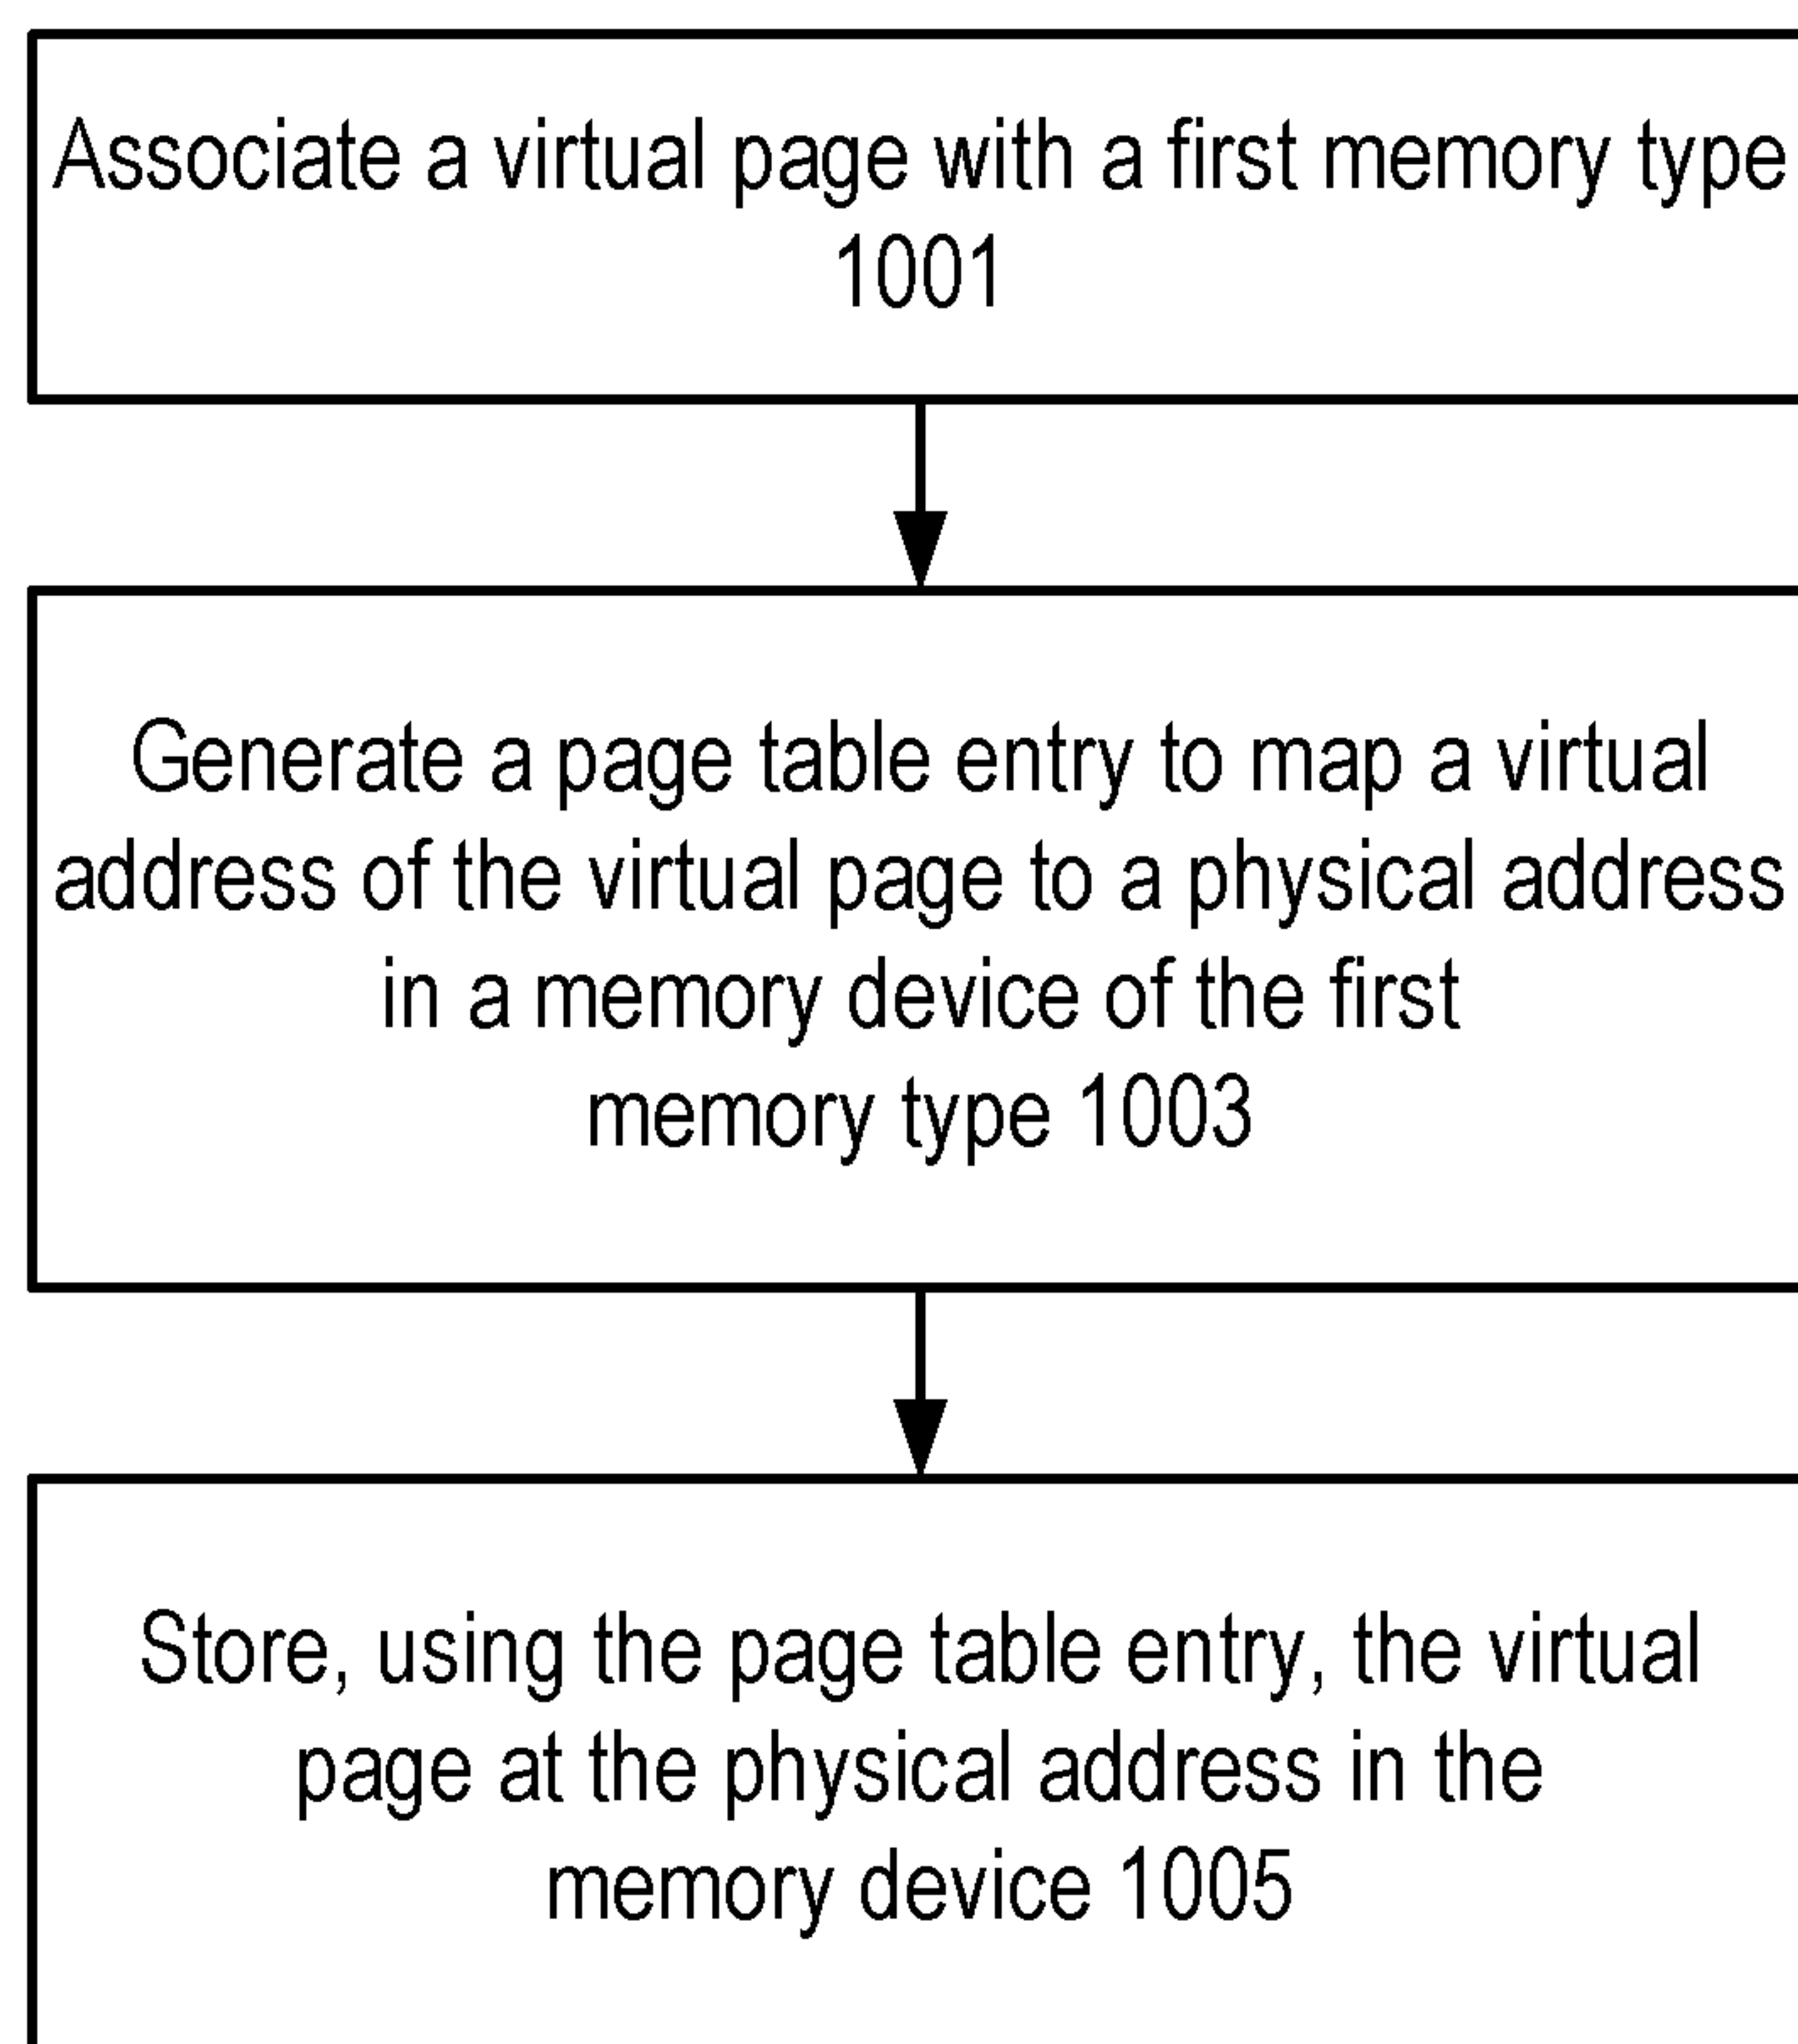 Associate a virtual page with a first memory type
1001
Generate a page table entry to map a virtual
address of the virtual page to a physical address
in a memory device of the first
memory type 1003
Store, using the page table entry, the virtual
page at the physical address in the
memory device 1005